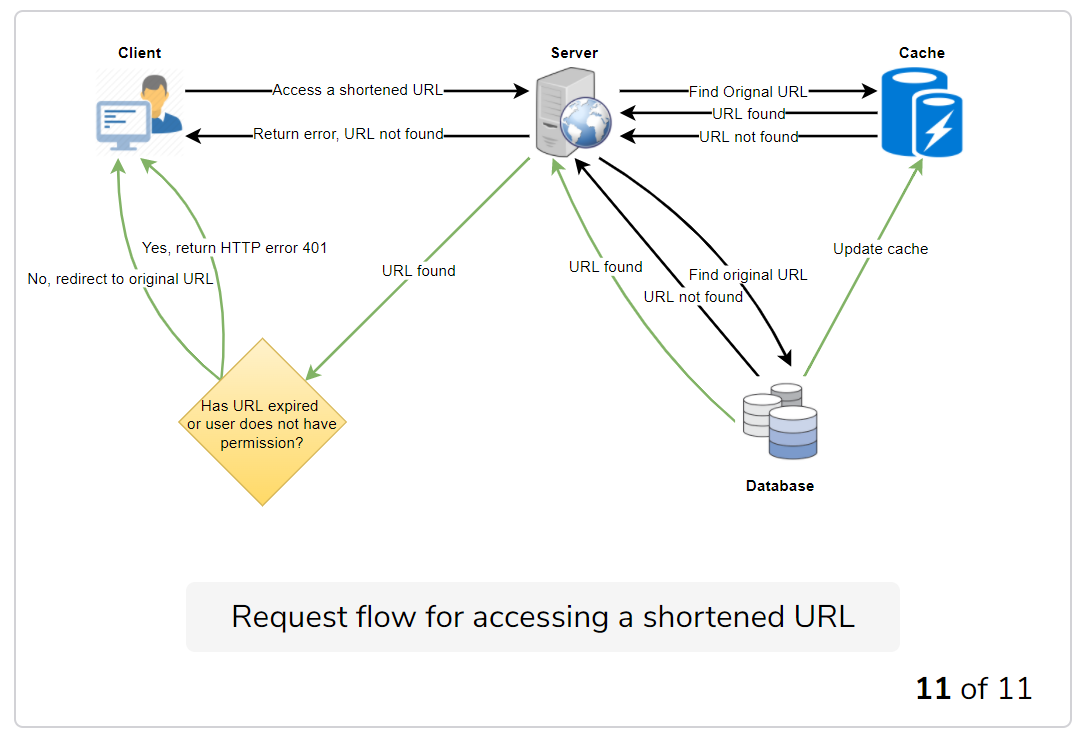 Client
Server
Cache
Access a shortened URL
Find Orignal URL
URL found
Return error, URL not found
URL not found
Yes, return HTTP error 401
No, redirect to original URL
URL found
URL found
Find original URL
URL not found
Update cache
Has URL expired
or user does not have
permission?
Database
Request flow for accessing a shortened URL
11 of 11